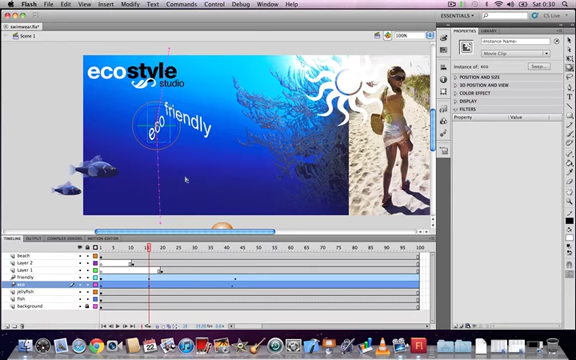 Flash File Edit View Insert Modify Text Commands Control Debug Window Help
Sat 0:30
ESSENTIALS
CS Live
swimwear.fla*
Scene 1
100%
ecostyle
studio
eco friendly
PROPERTIES LIBRARY
Instance Name
Movie Clip
Instance of: eco
Swap...
POSITION AND SIZE
3D POSITION AND VIEW
COLOR EFFECT
DISPLAY
FILTERS
Property Value
TIMELINE OUTPUT COMPILER ERRORS MOTION EDITOR
1 5 10 15 20 25 30 35 40 45 50 55 60 65 70 75 80 85 90 95 100
beach
Layer 2
Layer 1
friendly
eco
jellyfish
fish
background